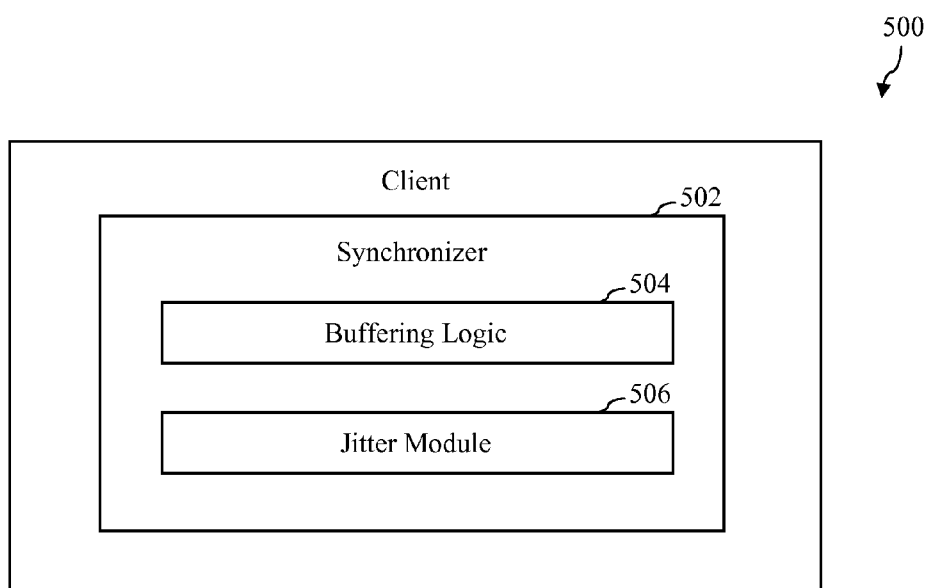 500
Client
502
Synchronizer
504
Buffering Logic
506
Jitter Module